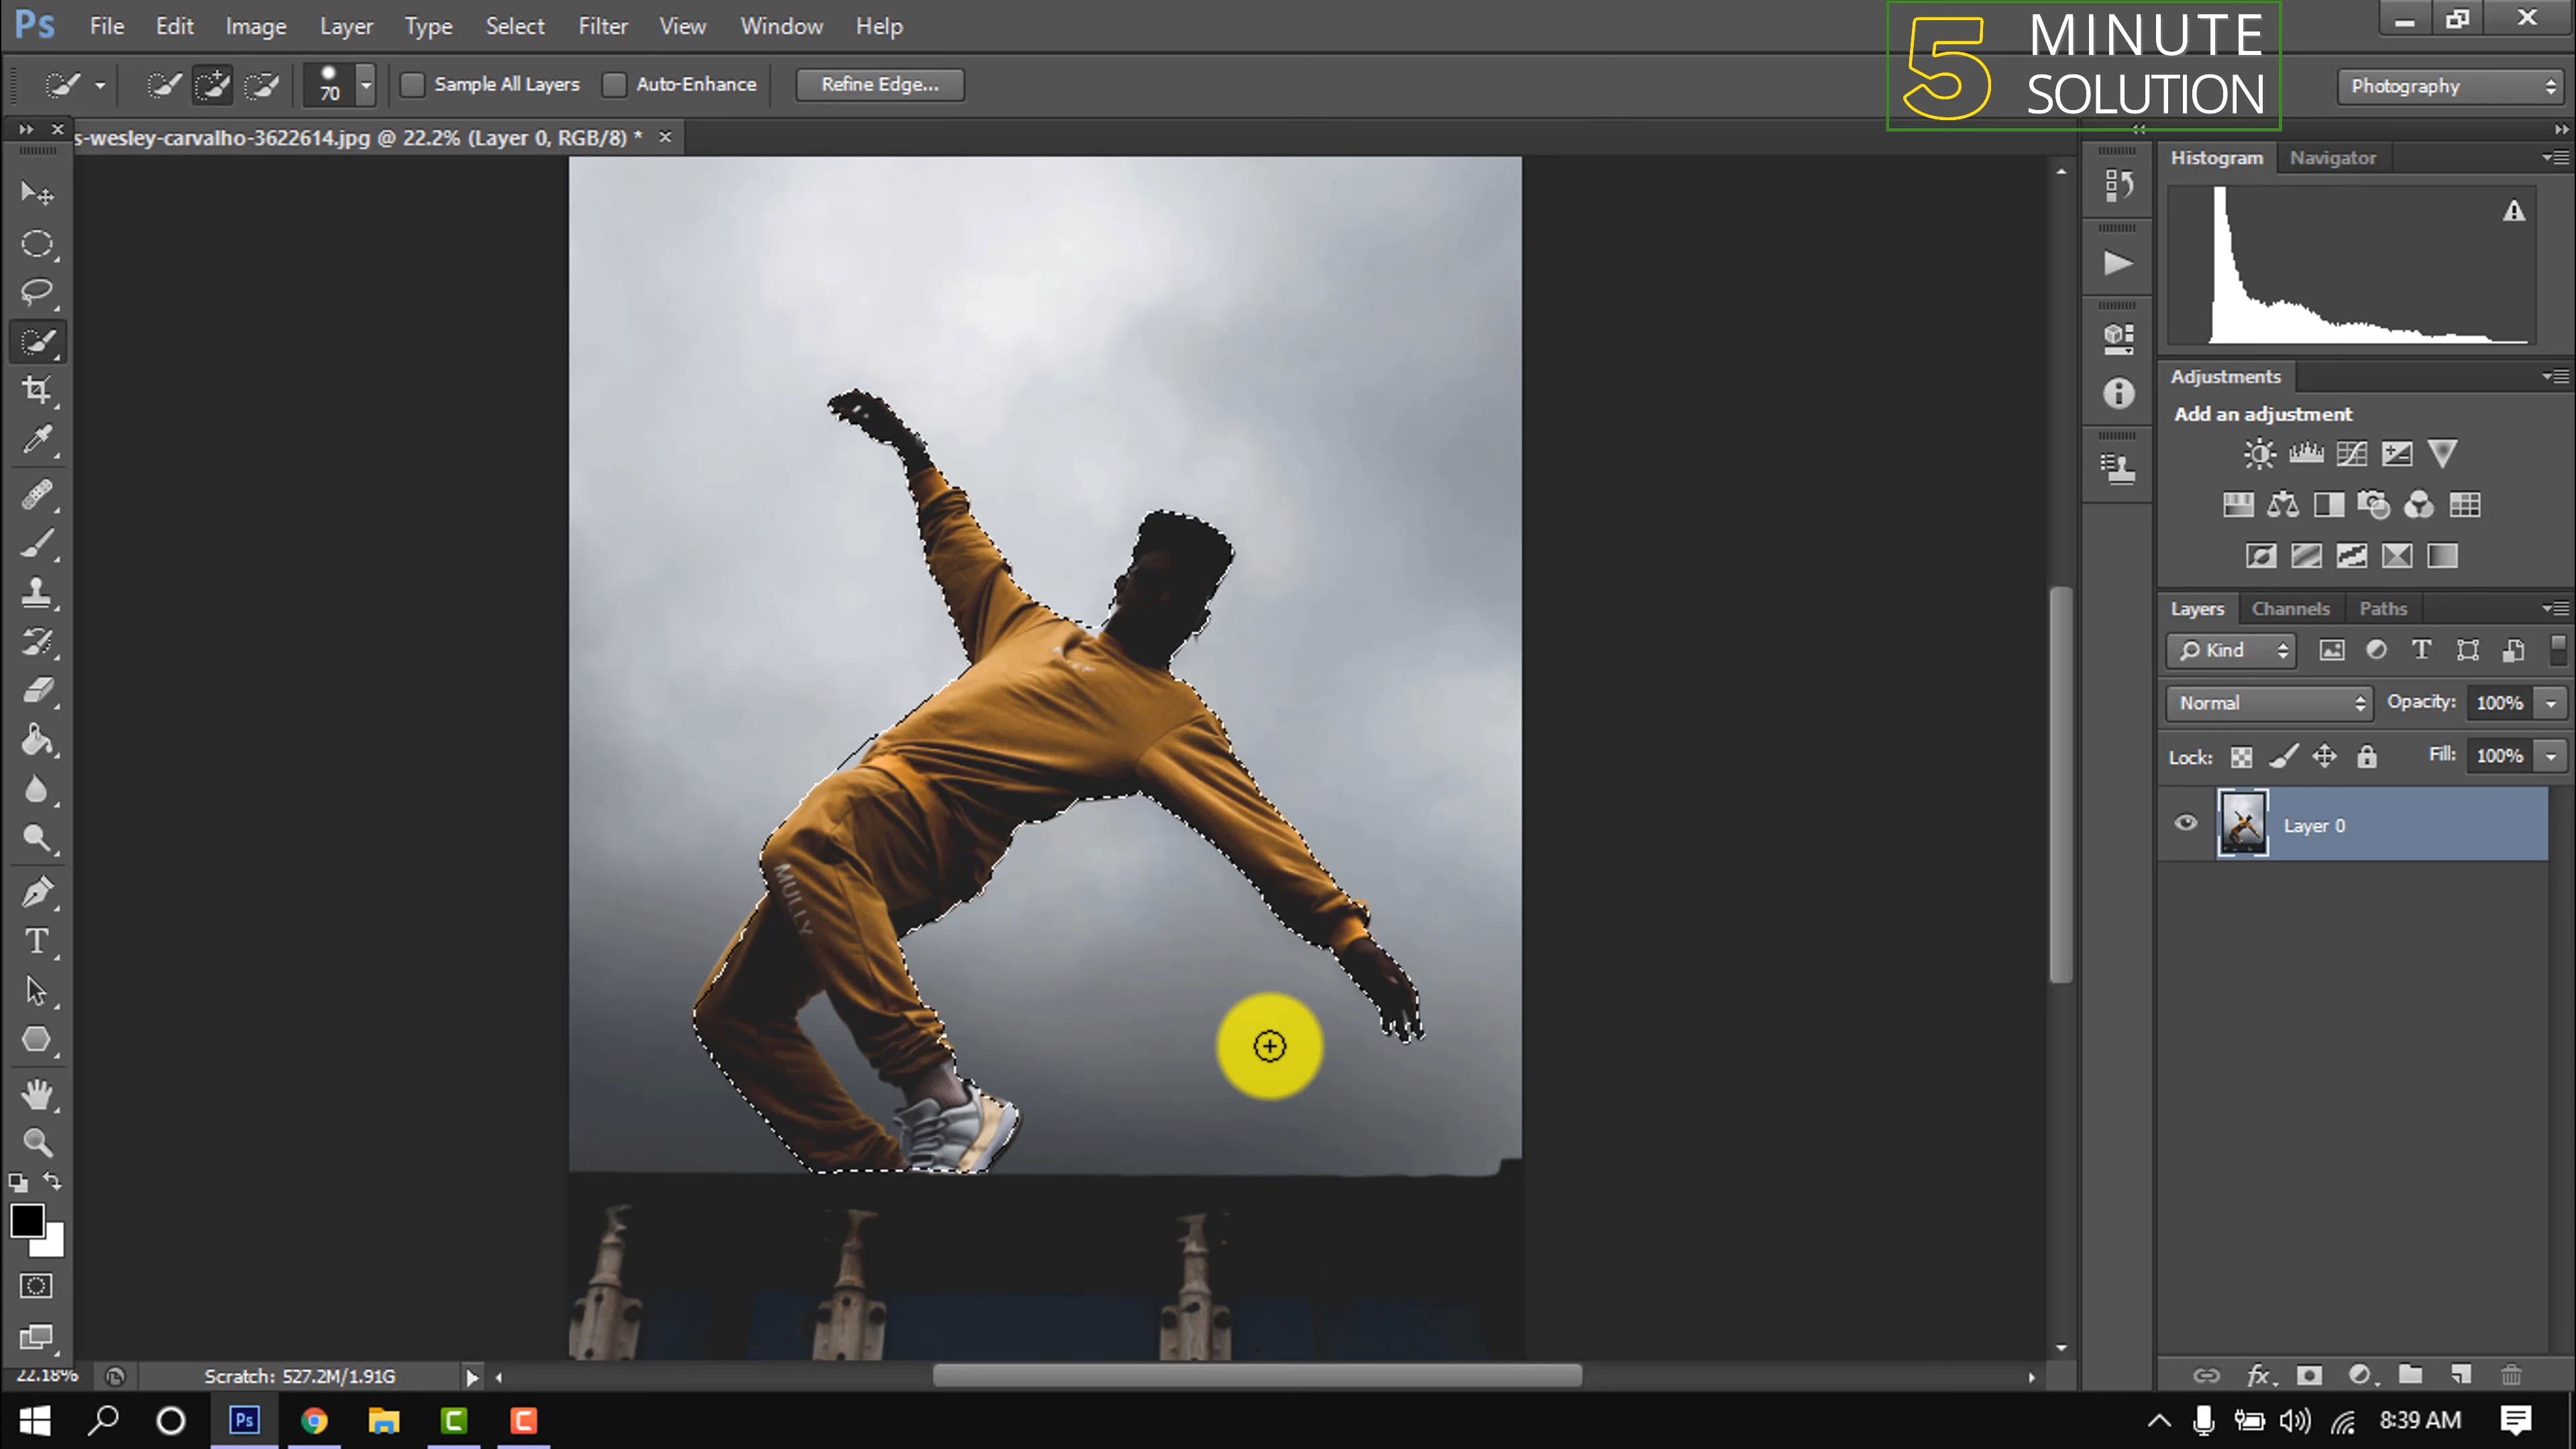 Ps File Edit Image Layer Type Select Filter View Window Help
5 MINUTE SOLUTION
70 Sample All Layers Auto-Enhance Refine Edge... Photography
s-wesley-carvalho-3622614.jpg @ 22.2% (Layer 0, RGB/8) * ×
Histogram Navigator
Adjustments
Add an adjustment
Layers Channels Paths
Kind
Normal Opacity: 100%
Lock: Fill: 100%
Layer 0
MULLY
22.18% Scratch: 527.2M/1.91G
Ps 8:39 AM